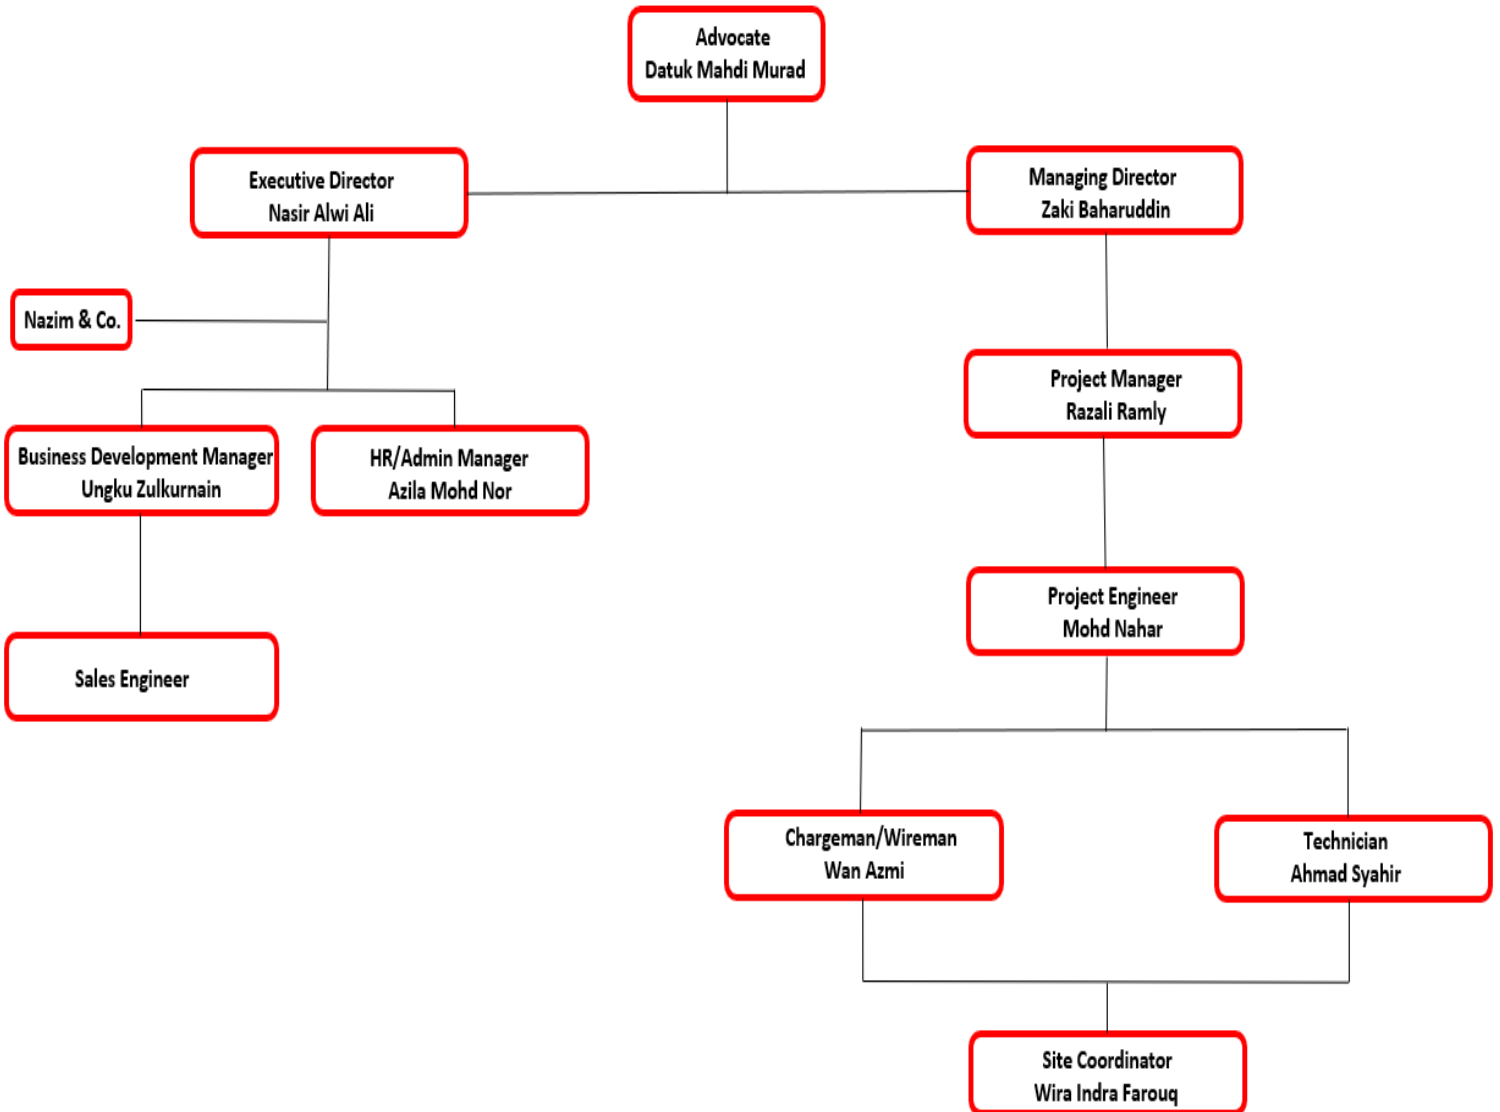 Advocate
Datuk Mahdi Murad
Executive Director
Nasir Alwi Ali
Managing Director
Zaki Baharuddin
Nazim & Co.
Project Manager
Razali Ramly
Business Development Manager
Ungku Zulkurnain
HR/Admin Manager
Azila Mohd Nor
Project Engineer
Mohd Nahar
Sales Engineer
Chargeman/Wireman
Wan Azmi
Technician
Ahmad Syahir
Site Coordinator
Wira Indra Farouq